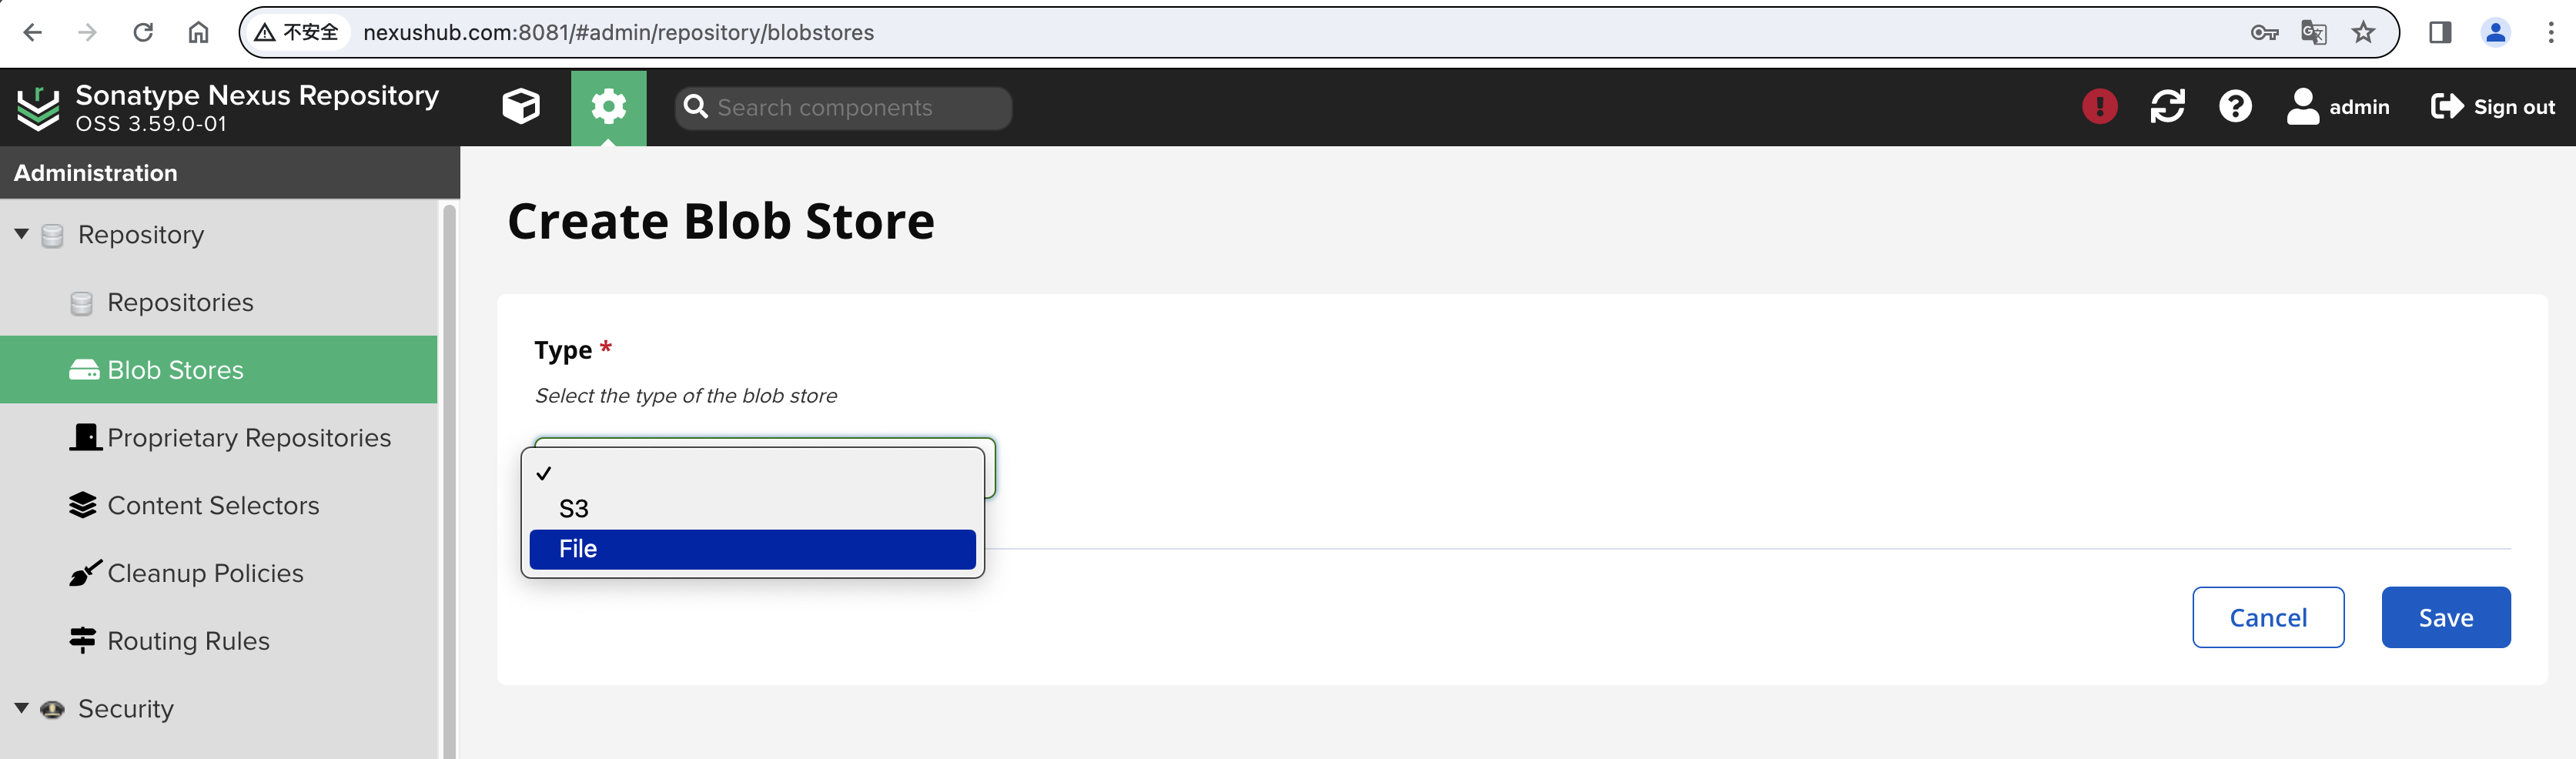 不安全 nexushub.com:8081/#admin/repository/blobstores
Sonatype Nexus Repository
OSS 3.59.0-01
Search components
admin
Sign out
Administration
Repository
Repositories
Blob Stores
Proprietary Repositories
Content Selectors
Cleanup Policies
Routing Rules
Security
Create Blob Store
Type *
Select the type of the blob store
S3
File
Cancel
Save